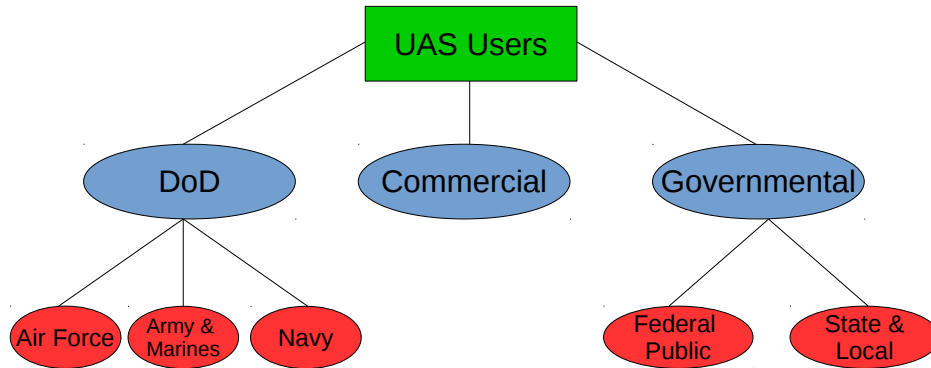 UAS Users
DoD
Commercial
Governmental
Air Force
Army &
Marines
Navy
Federal
Public
State &
Local